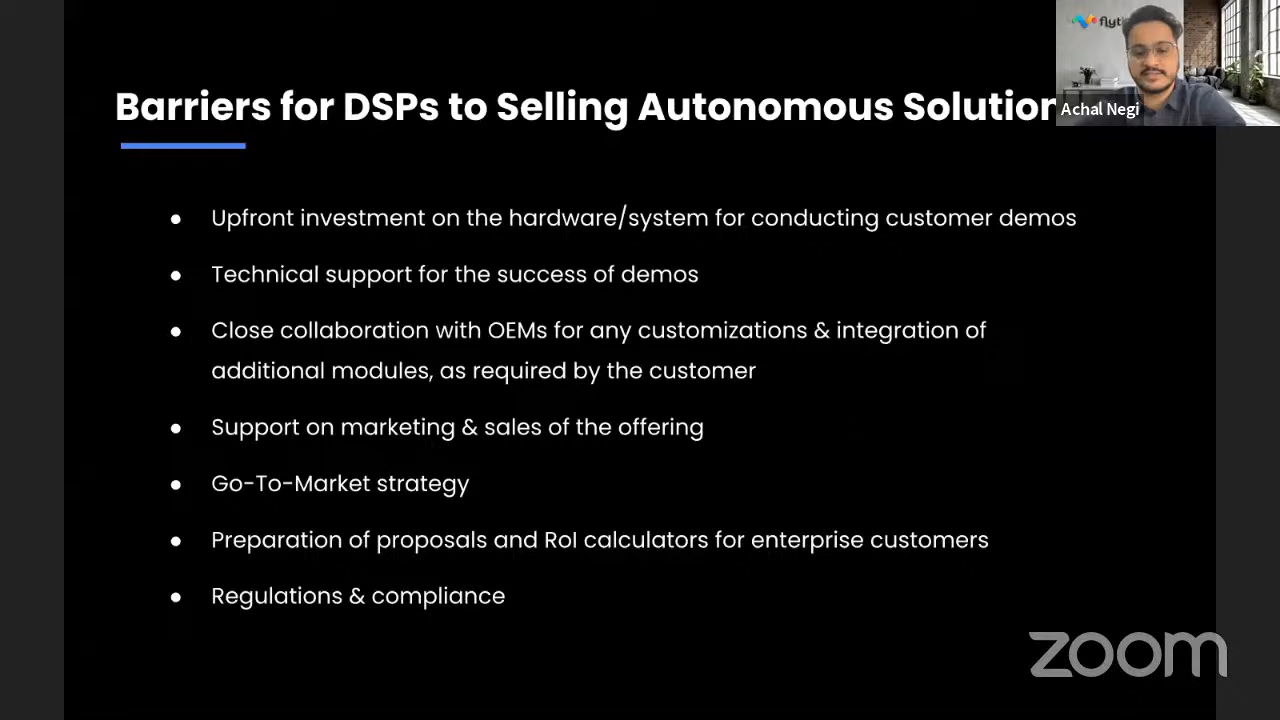 Barriers for DSPs to Selling Autonomous Solution
Achal Negi
● Upfront investment on the hardware/system for conducting customer demos
● Technical support for the success of demos
● Close collaboration with OEMs for any customizations & integration of
additional modules, as required by the customer
● Support on marketing & sales of the offering
● Go-To-Market strategy
● Preparation of proposals and RoI calculators for enterprise customers
● Regulations & compliance
zoom